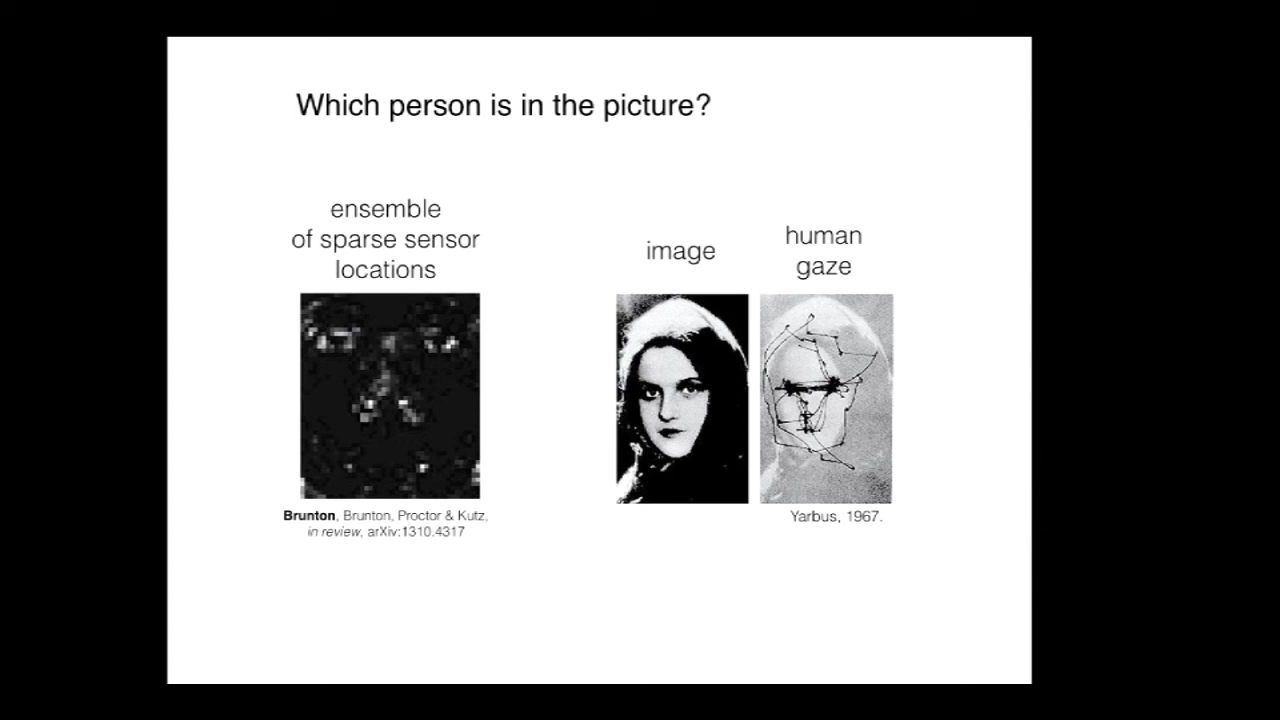 Which person is in the picture?
ensemble
of sparse sensor
locations
image
human
gaze
Brunton, Brunton, Proctor & Kutz,
in review, arXiv:1310.4317
Yarbus, 1967.